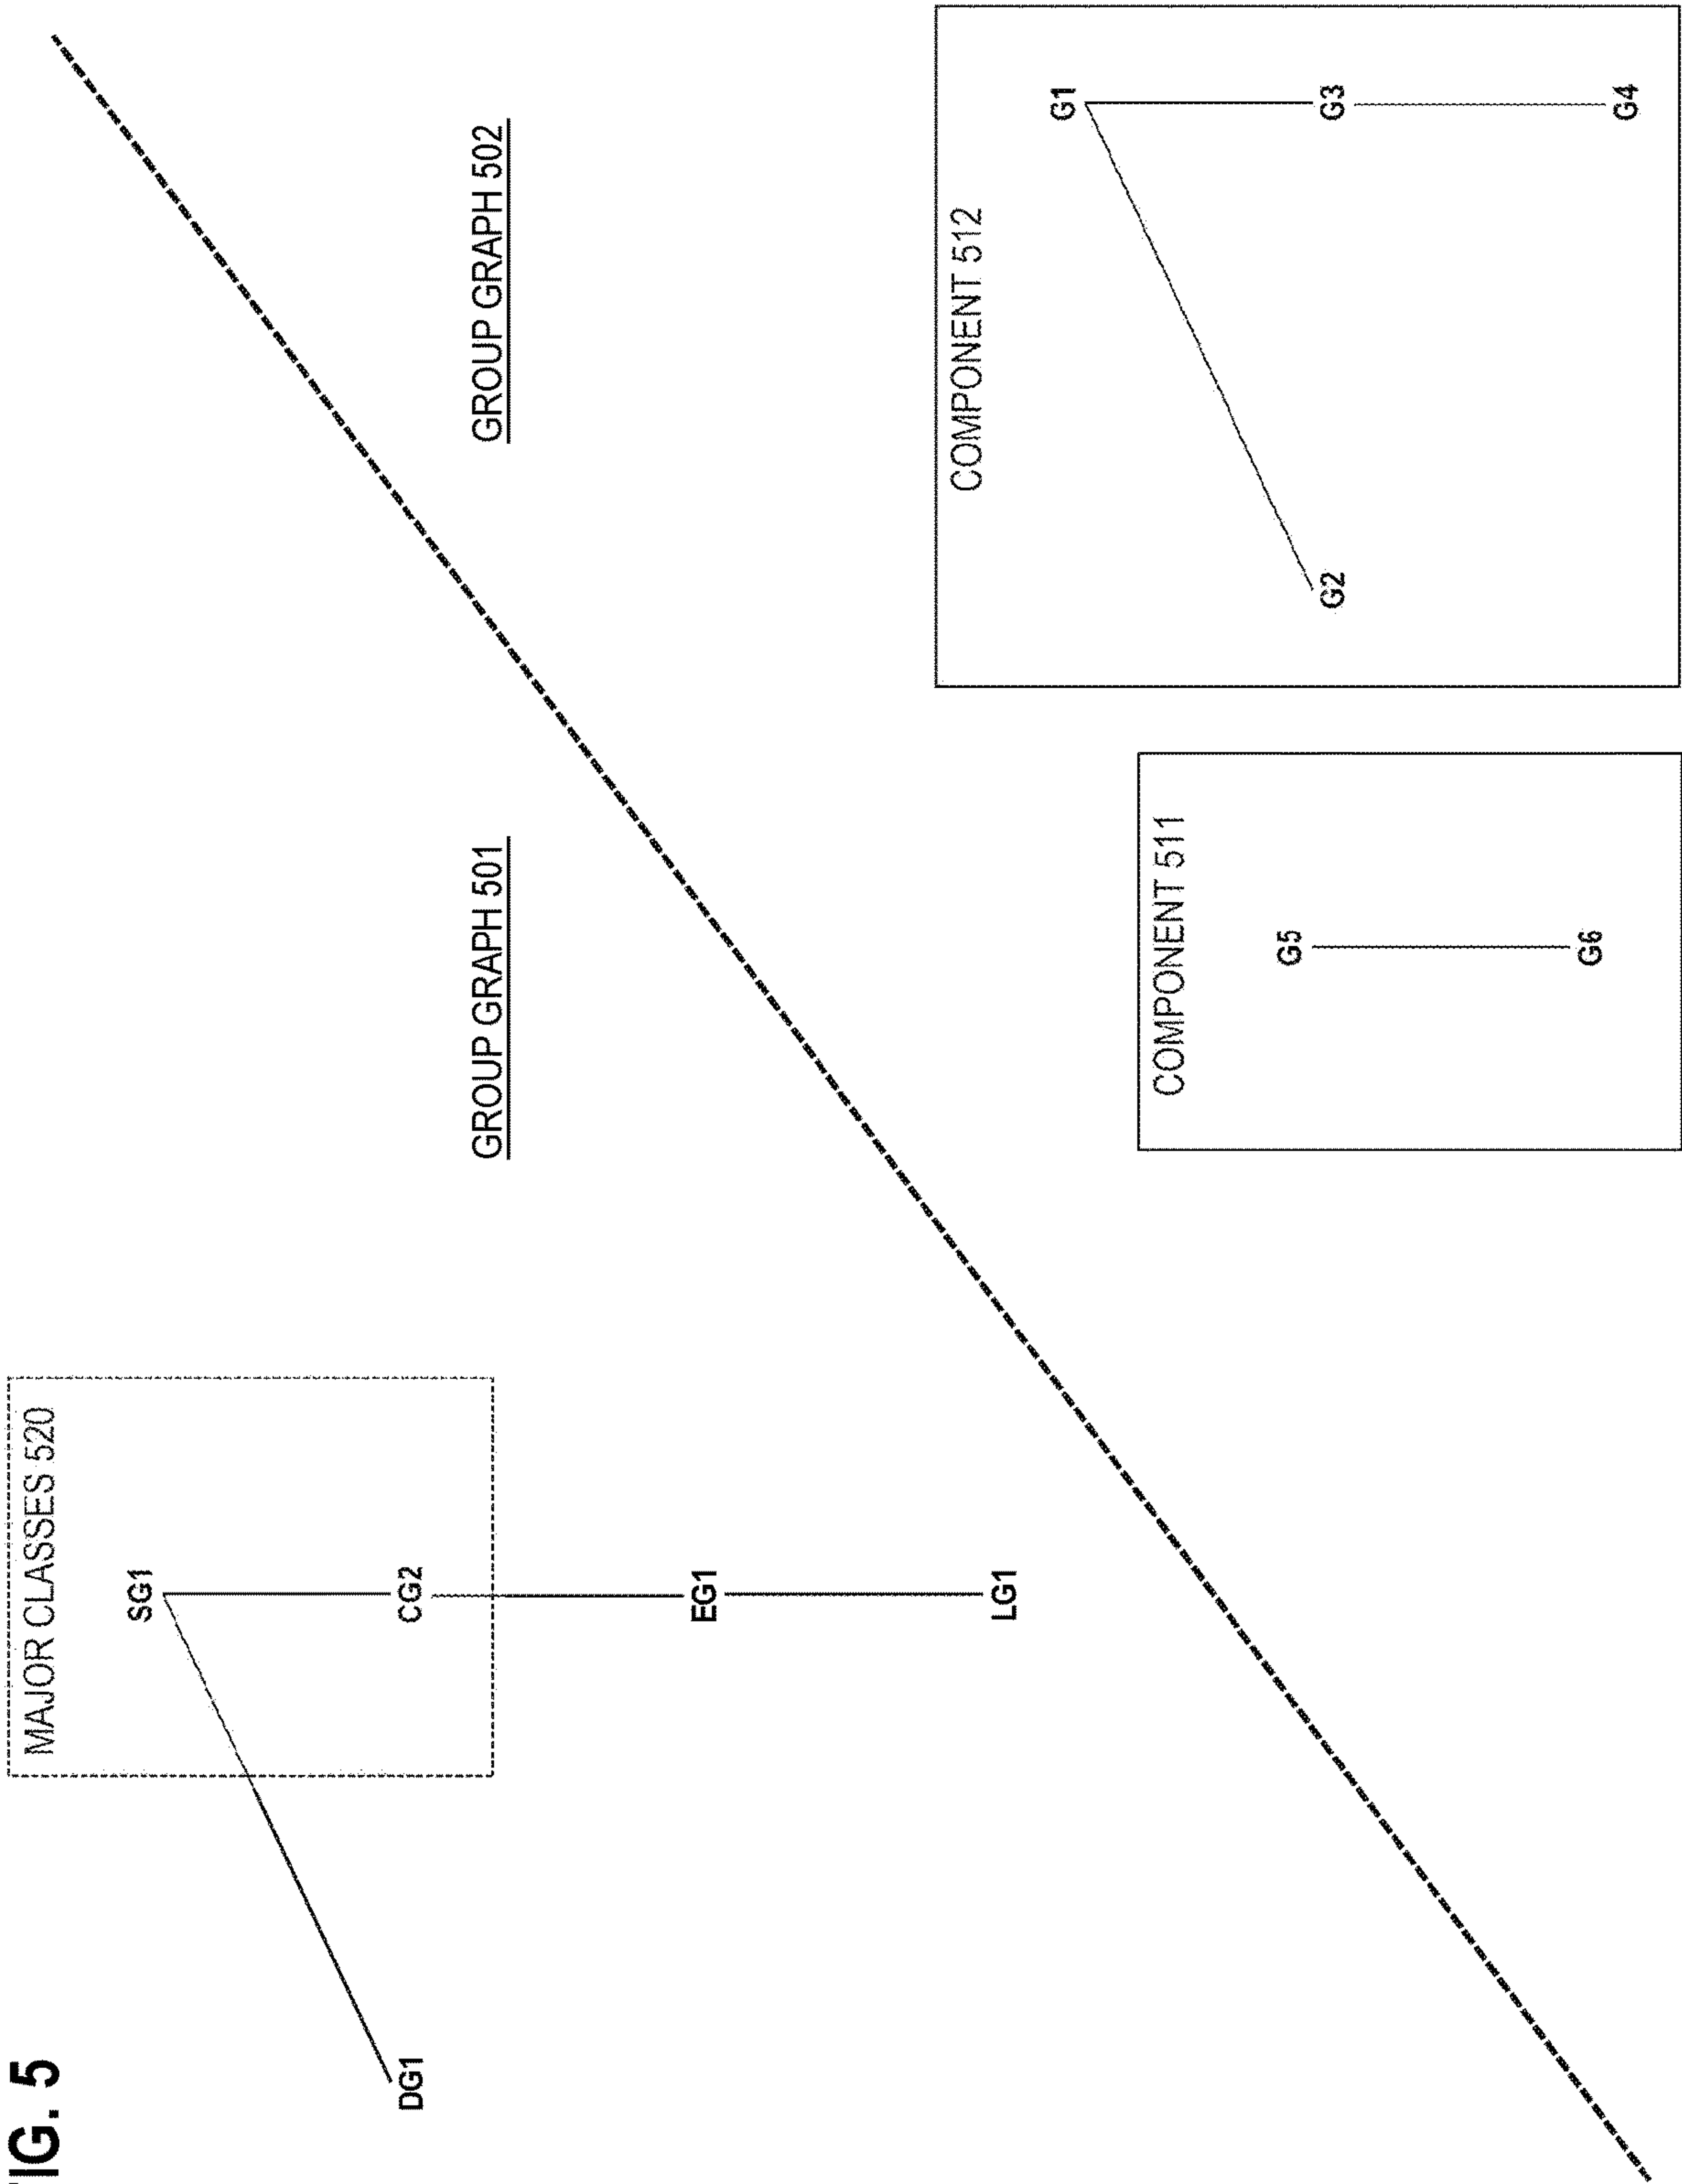 FIG. 5
MAJOR CLASSES 520
SG1
DG1
CG2
EG1
LG1
GROUP GRAPH 501
GROUP GRAPH 502
COMPONENT 511
G5
G6
COMPONENT 512
G1
G2
G3
G4